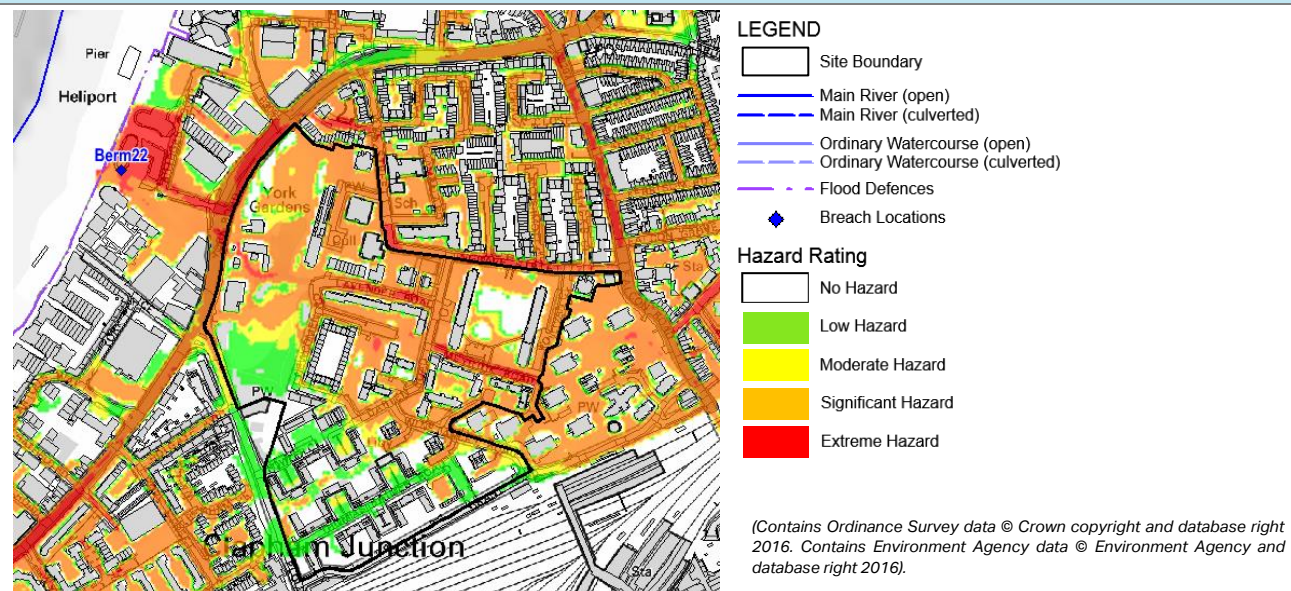 Pier
Heliport
Berm22
York
Gardens
PW
Sch
Sta
PW
PW
Junction
Sta
LEGEND
Site Boundary
Main River (open)
Main River (culverted)
Ordinary Watercourse (open)
Ordinary Watercourse (culverted)
Flood Defences
Breach Locations
Hazard Rating
No Hazard
Low Hazard
Moderate Hazard
Significant Hazard
Extreme Hazard
(Contains Ordinance Survey data © Crown copyright and database right
2016. Contains Environment Agency data © Environment Agency and
database right 2016).